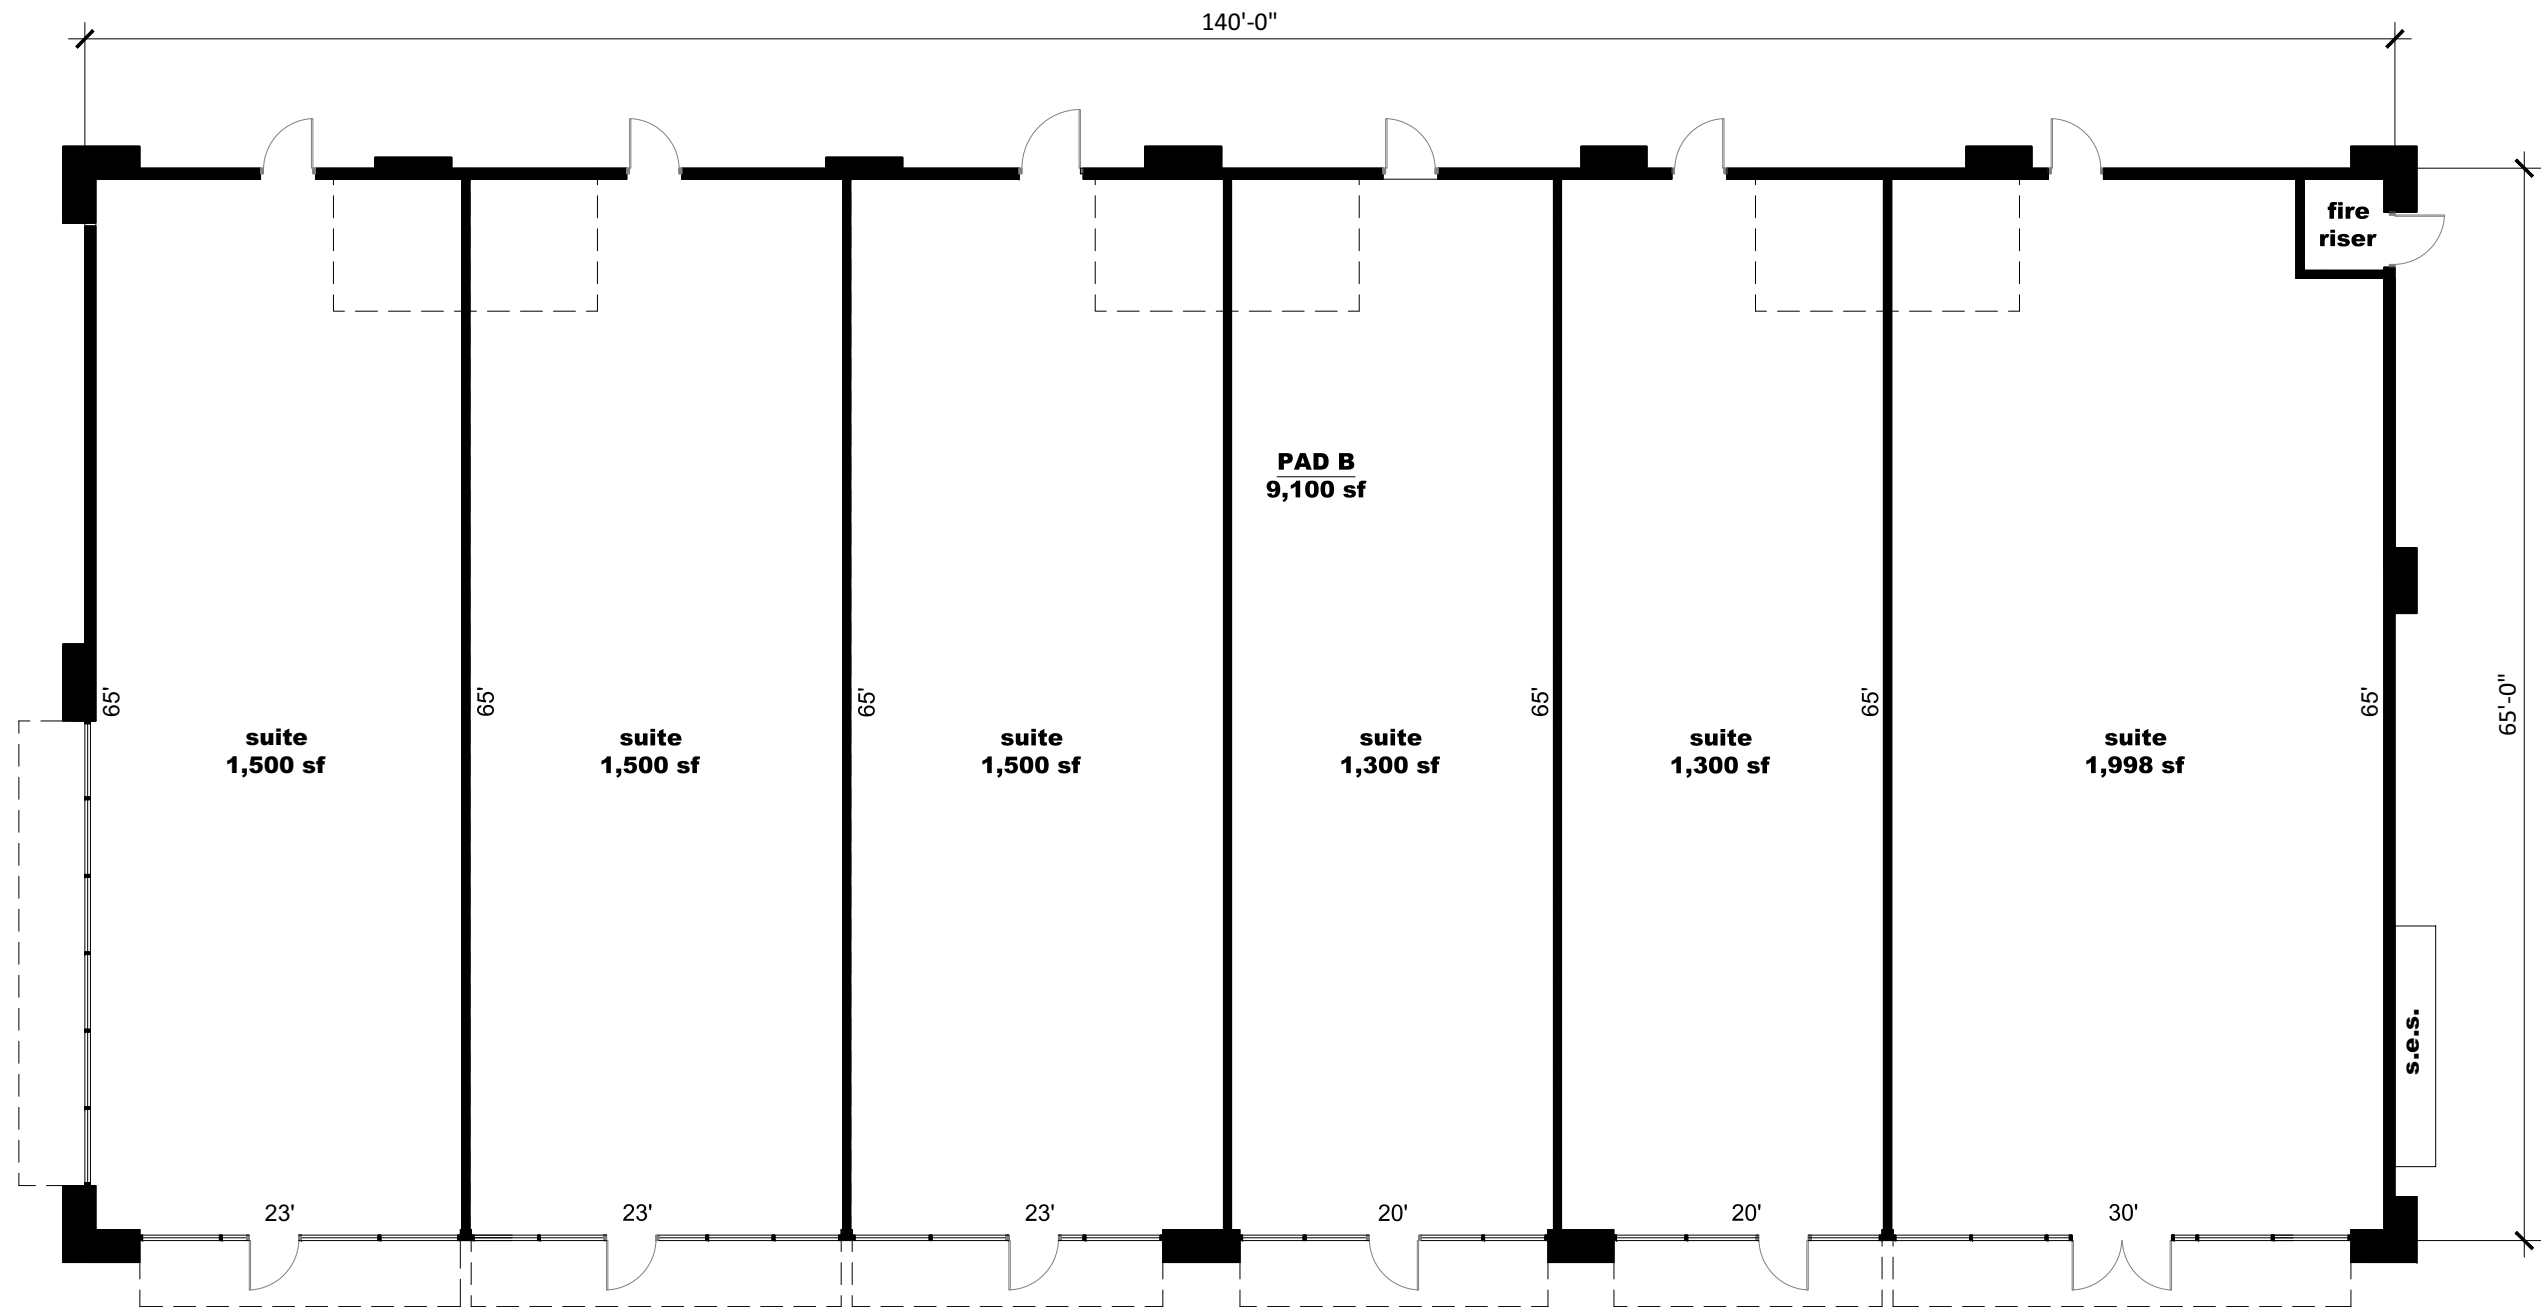 140'-0"
fire
riser
PAD B
9,100 sf
65'
65'
65'
65'
65'
65'
65'-0"
suite
1,500 sf
suite
1,500 sf
suite
1,500 sf
suite
1,300 sf
suite
1,300 sf
suite
1,998 sf
s.e.s.
23'
23'
23'
20'
20'
30'